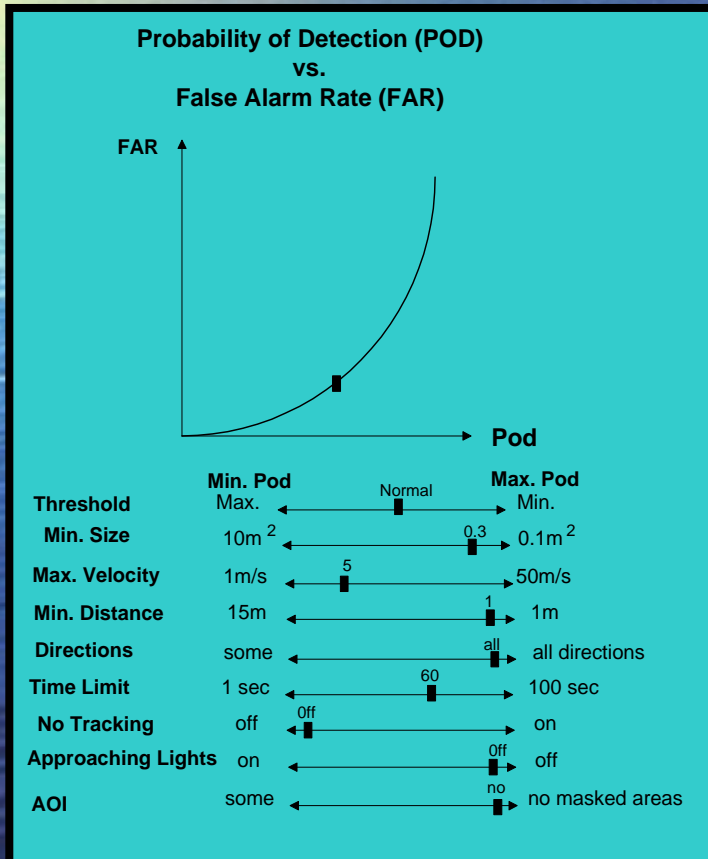 Probability of Detection (POD)
vs.
False Alarm Rate (FAR)
FAR
Pod
Min. Pod Max. Pod
Threshold Max. Normal Min.
Min. Size 10m 2 0.3 0.1m 2
Max. Velocity 1m/s 5 50m/s
Min. Distance 15m 1 1m
Directions some all all directions
Time Limit 1 sec 60 100 sec
No Tracking off 0ff on
Approaching Lights on 0ff off
AOI some no no masked areas